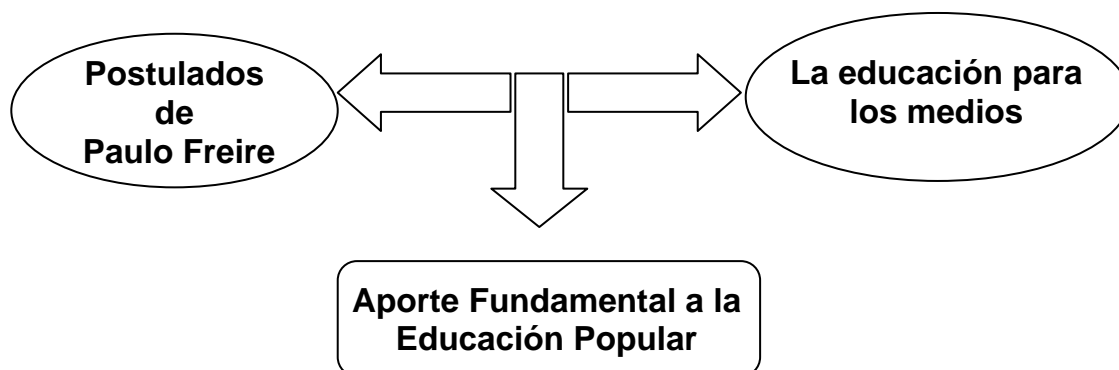 Postulados
de
Paulo Freire
La educación para
los medios
Aporte Fundamental a la
Educación Popular